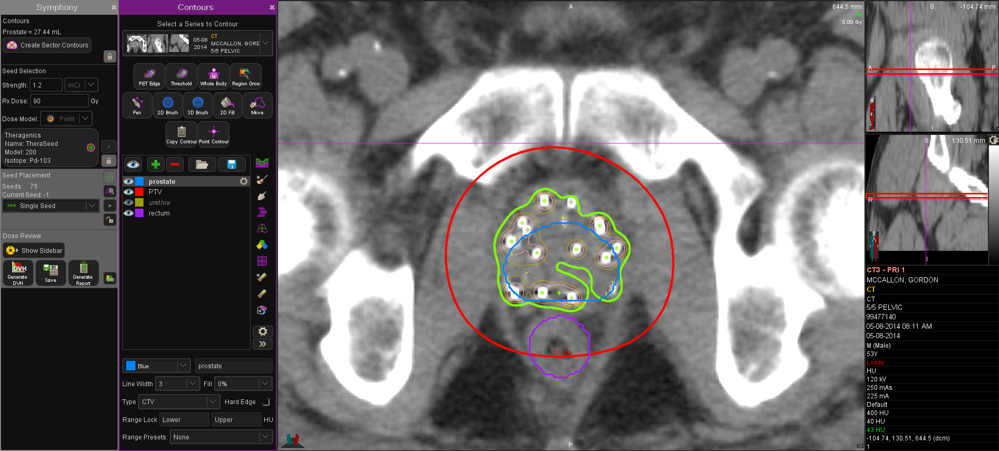 Symphony
Contours
Prostate = 27.44 mL
Create Sector Contours
Seed Selection
Strength: 1.2 mCi
Rx Dose: 90 Gy
Dose Model: Point
Theragenics
Name: TheraSeed
Model: 200
Isotope: Pd-103
>
Seed Placement
Seeds: 75
Current Seed: -1
Single Seed
>
Dose Review
Show Sidebar
DVH
Generate
DVH
RT
Save
Generate
Report
DVH
Contours
Select a Series to Contour
05-08
2014
CT
MCCALLON, GORD
5/5 PELVIC
PET Edge
Threshold
Whole Body
Region Grow
Pen
2D Brush
3D Brush
2D Fill
Move
Copy Contour
Point Contour
prostate
PTV
urethra
rectum
Blue
prostate
Line Width 3
Fill 0%
Type CTV
Hard Edge
Range Lock Lower Upper HU
Range Presets: None
A
644.5 mm
0.00 Gy
P
0.0
S
-104.74 mm
A
P
I
0.0
S
130.51 mm
R
A
I
CT3 - PRI 1
MCCALLON, GORDON
CT
CT
5/5 PELVIC
99477140
05-08-2014 08:11 AM
05-08-2014
M (Male)
53Y
Lossy
HU
120 kV
250 mAs
225 mA
Default
400 HU
40 HU
43 HU
-104.74, 130.51, 644.5 (dcm)
1